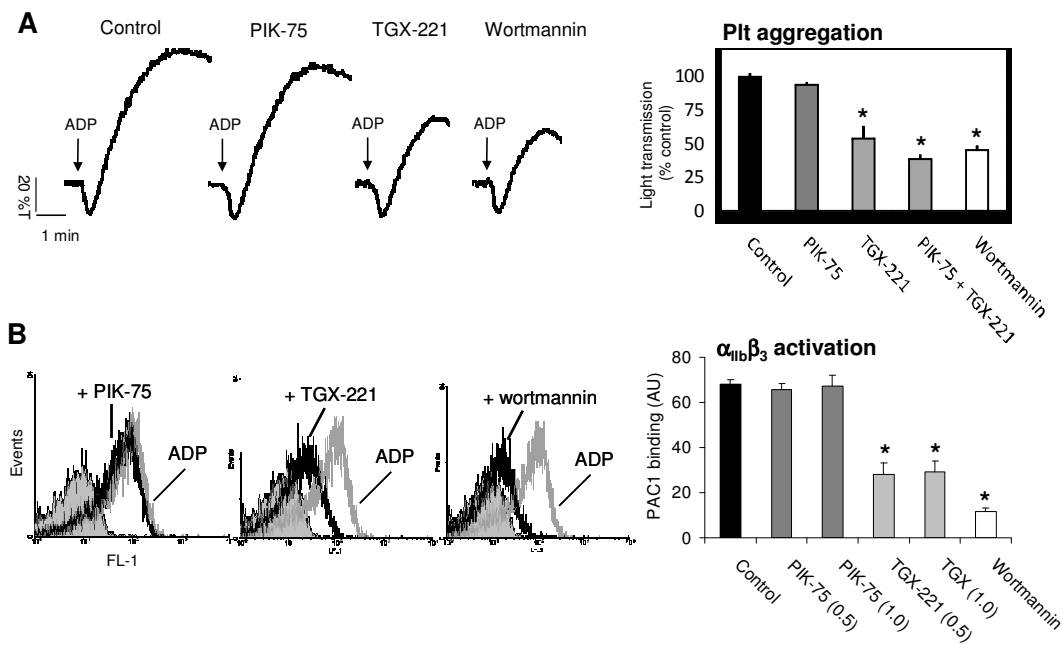 A
Control
PIK-75
TGX-221
Wortmannin
ADP
ADP
ADP
ADP
20 %T
1 min
Plt aggregation
Light transmission
(% control)
100
75
50
25
0
*
*
*
Control
PIK-75
TGX-221
PIK-75 + TGX-221
Wortmannin
B
+ PIK-75
ADP
Events
FL-1
+ TGX-221
ADP
Events
+ wortmannin
ADP
αIIbβ3 activation
PAC1 binding (AU)
80
60
40
20
0
*
*
*
Control
PIK-75 (0.5)
PIK-75 (1.0)
TGX-221 (0.5)
TGX (1.0)
Wortmannin